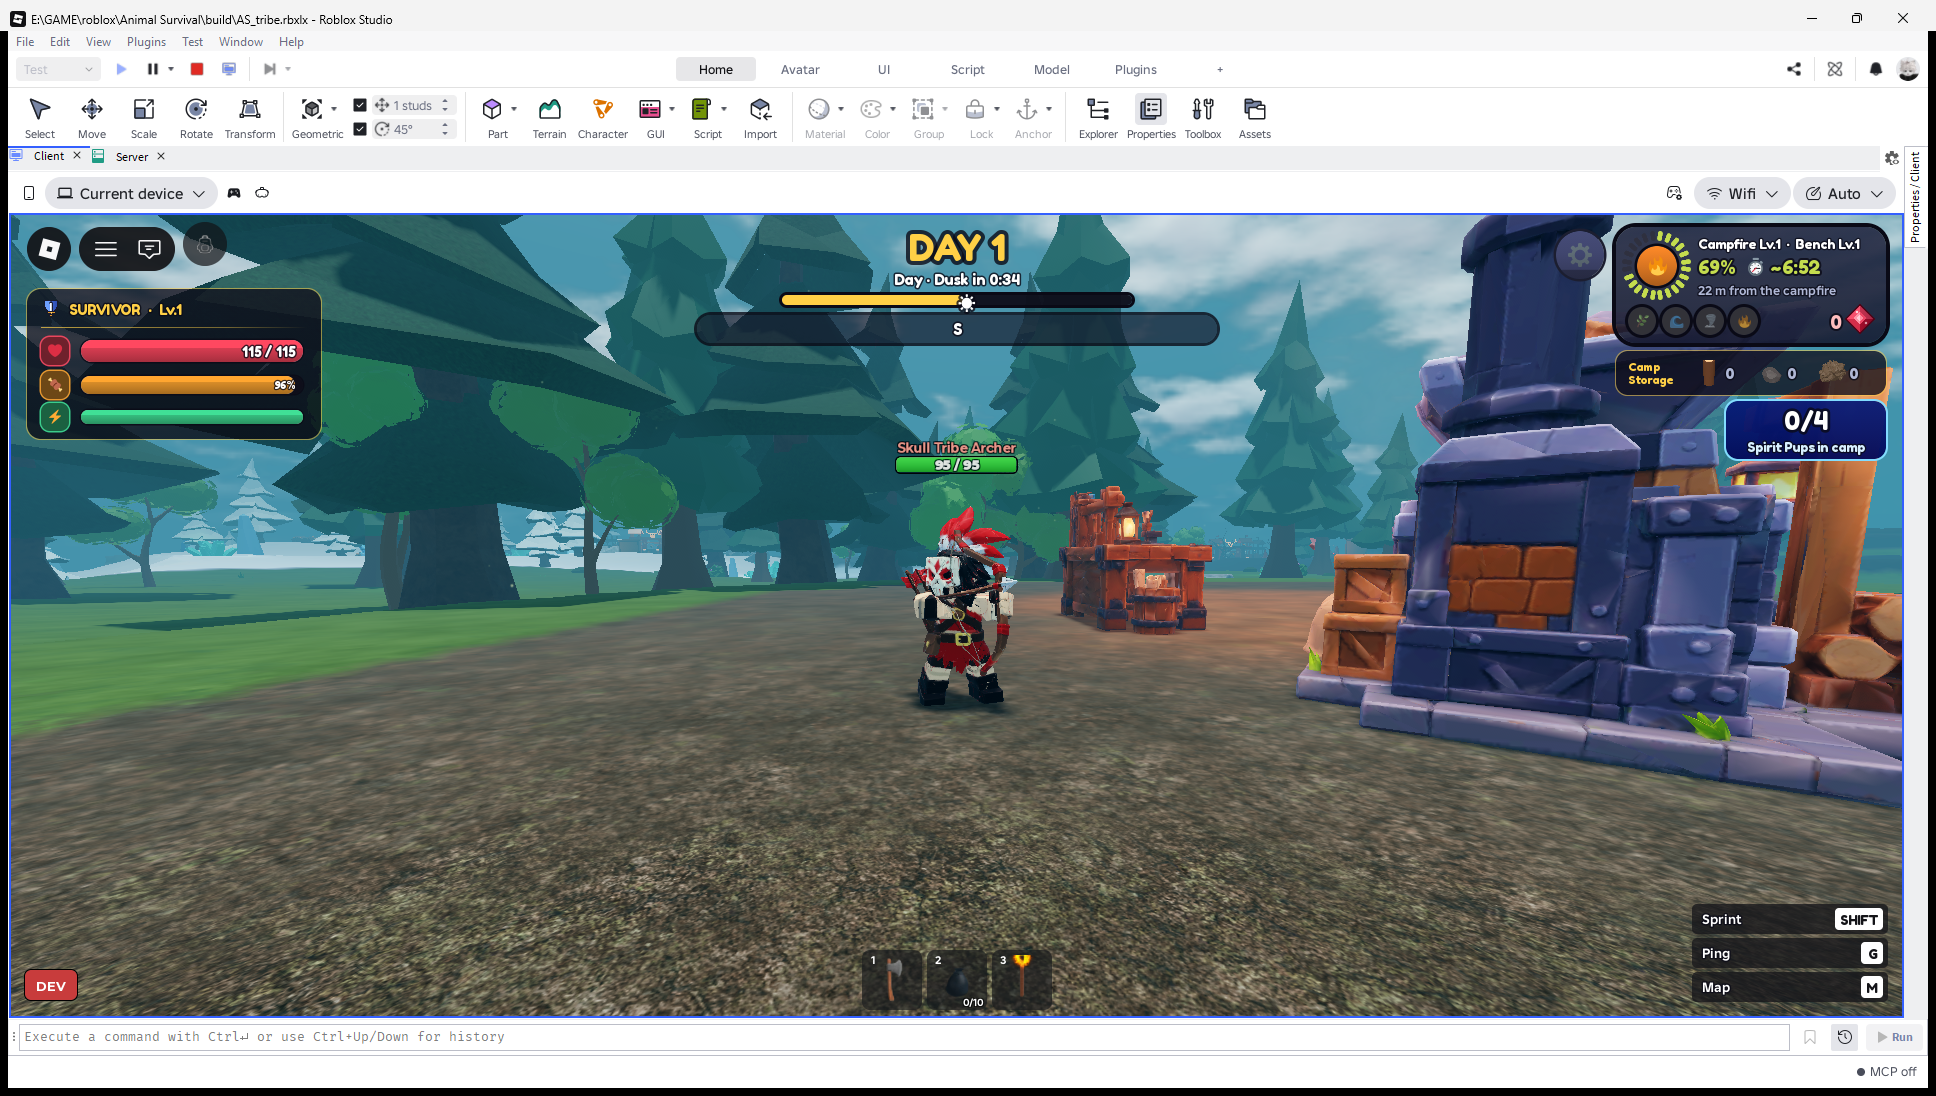 E:\GAME\roblox\Animal Survival\build\AS_tribe.rbxlx - Roblox Studio
File Edit View Plugins Test Window Help
Test
Home Avatar UI Script Model Plugins +
1 studs
45°
Select Move Scale Rotate Transform Geometric Part Terrain Character GUI Script Import Material Color Group Lock Anchor Explorer Properties Toolbox Assets
Client Server
Properties / Client
Current device
Wifi Auto
DAY 1
Day · Dusk in 0:34
S
SURVIVOR · Lv.1
115 / 115
96%
Campfire Lv.1 · Bench Lv.1
69% ~6:52
22 m from the campfire
0
Camp Storage 0 0 0
0/4
Spirit Pups in camp
Skull Tribe Archer
95 / 95
Sprint SHIFT
Ping G
Map M
DEV
1 2 3
0/10
Execute a command with Ctrl↵ or use Ctrl+Up/Down for history
Run
MCP off